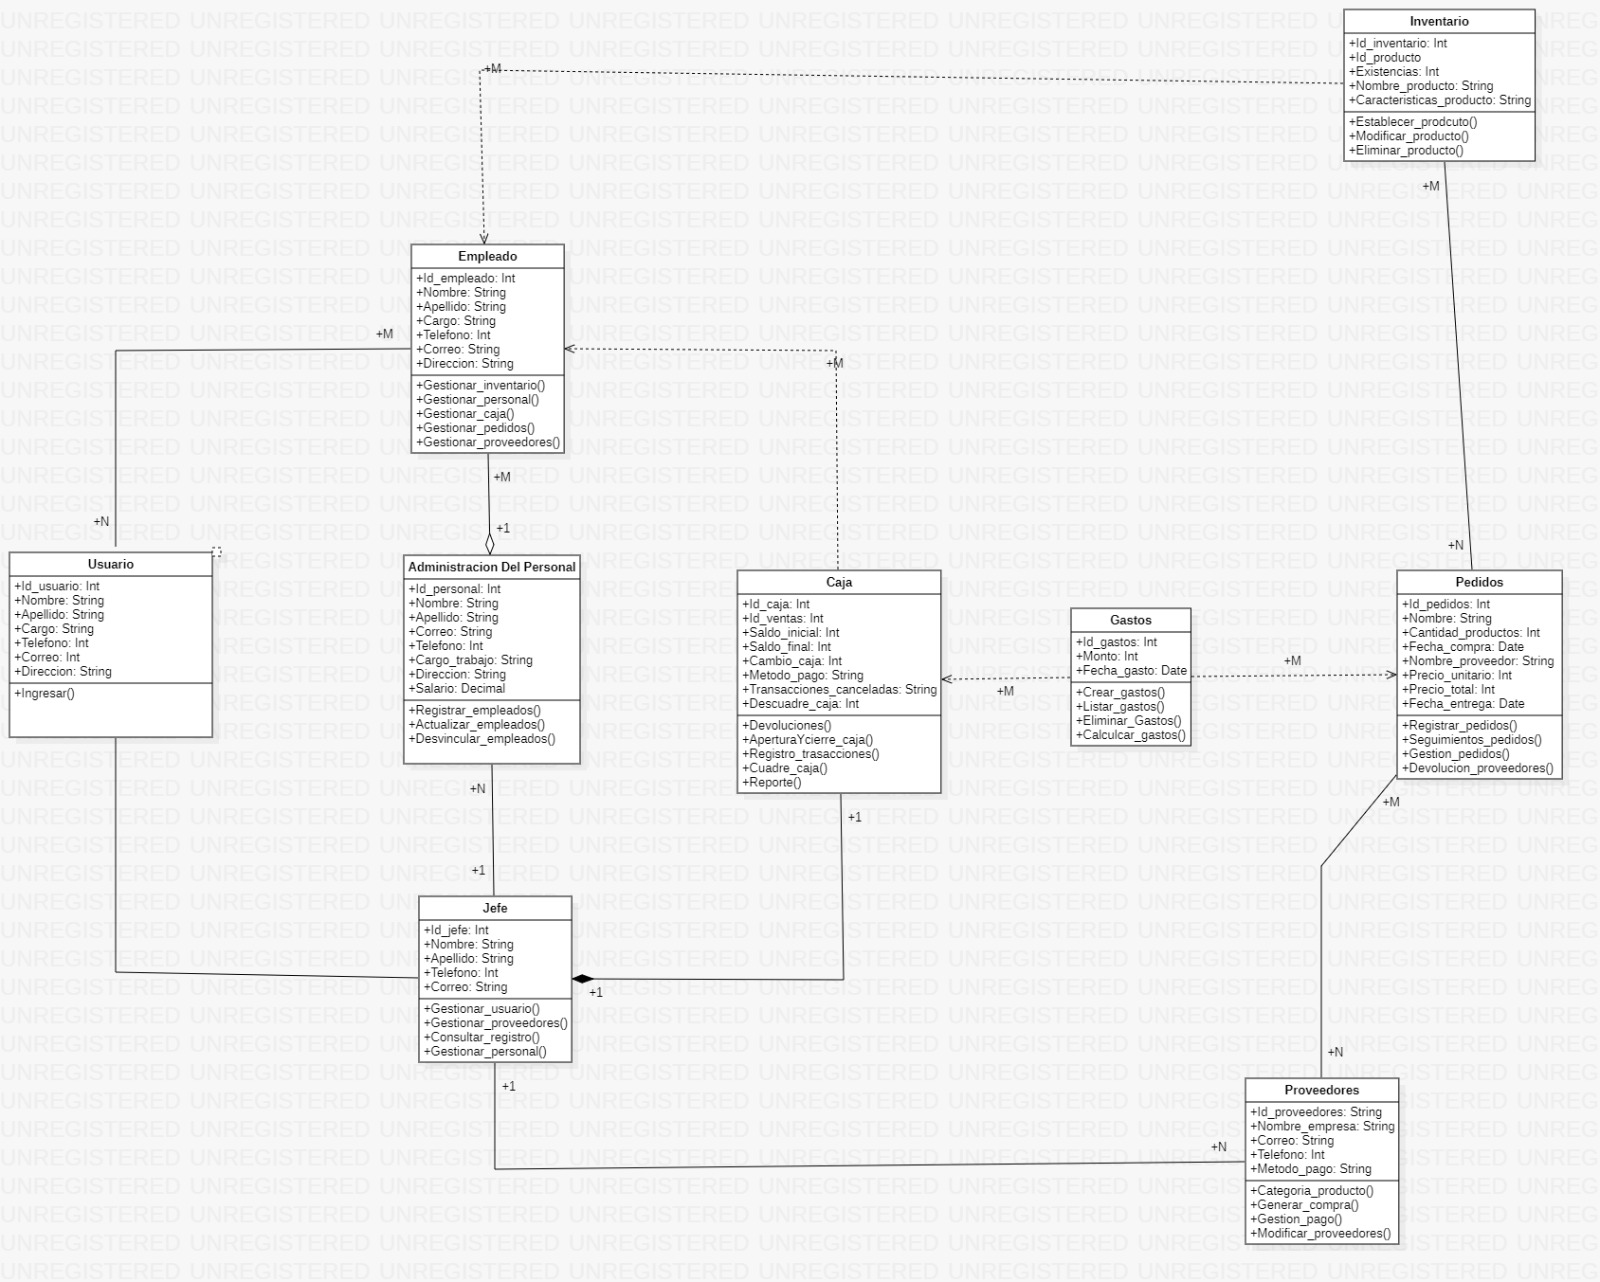 Inventario
+Id_inventario: Int
+Id_producto
+Existencias: Int
+Nombre_producto: String
+Caracteristicas_producto: String
+Establecer_prodcuto()
+Modificar_producto()
+Eliminar_producto()
+M
+M
+N
Empleado
+Id_empleado: Int
+Nombre: String
+Apellido: String
+Cargo: String
+Telefono: Int
+Correo: String
+Direccion: String
+Gestionar_inventario()
+Gestionar_personal()
+Gestionar_caja()
+Gestionar_pedidos()
+Gestionar_proveedores()
+M
+N
+M
+M
+1
Usuario
+Id_usuario: Int
+Nombre: String
+Apellido: String
+Cargo: String
+Telefono: Int
+Correo: Int
+Direccion: String
+Ingresar()
Administracion Del Personal
+Id_personal: Int
+Nombre: String
+Apellido: String
+Correo: String
+Telefono: Int
+Cargo_trabajo: String
+Direccion: String
+Salario: Decimal
+Registrar_empleados()
+Actualizar_empleados()
+Desvincular_empleados()
+N
+1
Caja
+Id_caja: Int
+Id_ventas: Int
+Saldo_inicial: Int
+Saldo_final: Int
+Cambio_caja: Int
+Metodo_pago: String
+Transacciones_canceladas: String
+Descuadre_caja: Int
+Devoluciones()
+AperturaYcierre_caja()
+Registro_trasacciones()
+Cuadre_caja()
+Reporte()
+1
+1
Gastos
+Id_gastos: Int
+Monto: Int
+Fecha_gasto: Date
+Crear_gastos()
+Listar_gastos()
+Eliminar_Gastos()
+Calculcar_gastos()
+M
+M
Pedidos
+Id_pedidos: Int
+Nombre: String
+Cantidad_productos: Int
+Fecha_compra: Date
+Nombre_proveedor: String
+Precio_unitario: Int
+Precio_total: Int
+Fecha_entrega: Date
+Registrar_pedidos()
+Seguimientos_pedidos()
+Gestion_pedidos()
+Devolucion_proveedores()
+M
+N
Jefe
+Id_jefe: Int
+Nombre: String
+Apellido: String
+Telefono: Int
+Correo: String
+Gestionar_usuario()
+Gestionar_proveedores()
+Consultar_registro()
+Gestionar_personal()
+1
+N
Proveedores
+Id_proveedores: String
+Nombre_empresa: String
+Correo: String
+Telefono: Int
+Metodo_pago: String
+Categoria_producto()
+Generar_compra()
+Gestion_pago()
+Modificar_proveedores()
UNREGISTERED